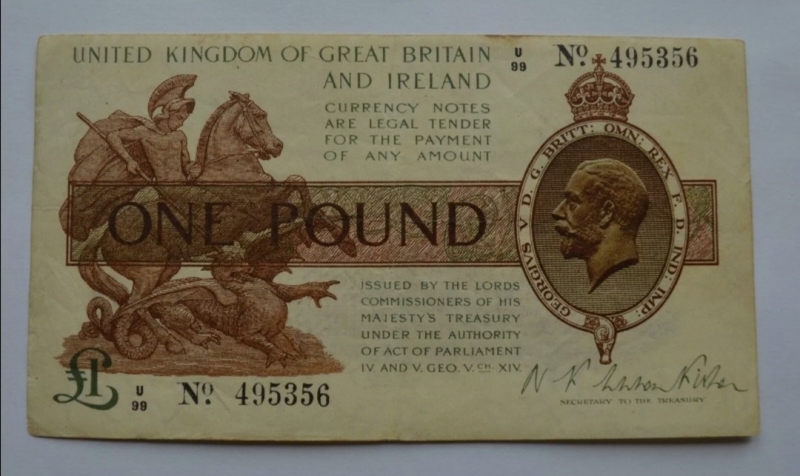 UNITED KINGDOM OF GREAT BRITAIN
AND IRELAND
U
99
Nº 495356
CURRENCY NOTES
ARE LEGAL TENDER
FOR THE PAYMENT
OF ANY AMOUNT
ONE POUND
GEORGIVS V D. G. BRITT: OMN: REX F. D. IND: IMP:
ISSUED BY THE LORDS
COMMISSIONERS OF HIS
MAJESTY'S TREASURY
UNDER THE AUTHORITY
OF ACT OF PARLIAMENT
IV. AND V. GEO. V. CH. XIV.
£1
U
99
Nº 495356
SECRETARY TO THE TREASURY